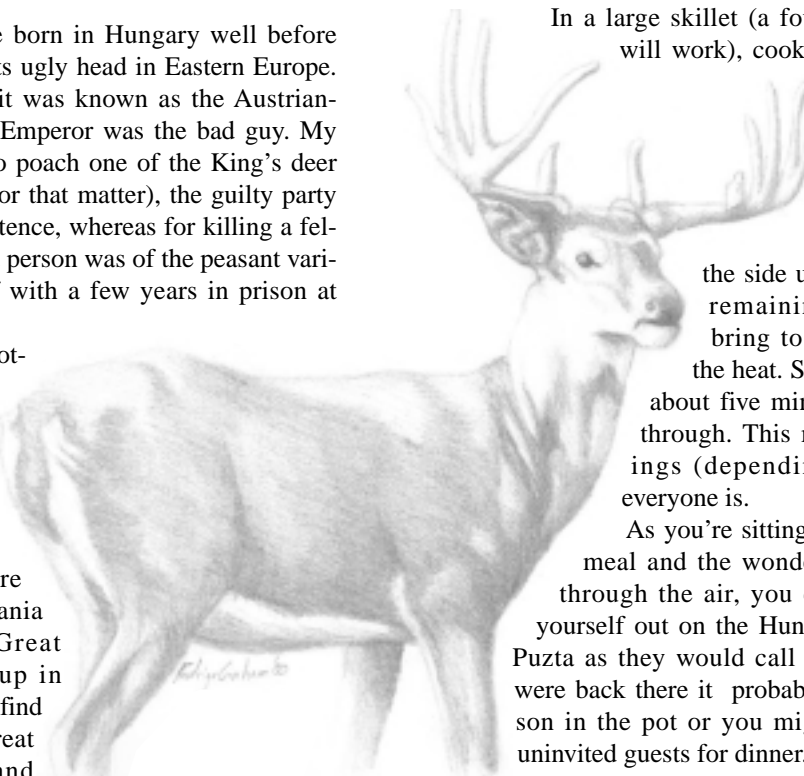 e born in Hungary well before
ts ugly head in Eastern Europe.
it was known as the Austrian-
Emperor was the bad guy. My
o poach one of the King's deer
or that matter), the guilty party
tence, whereas for killing a fel-
person was of the peasant vari-
with a few years in prison at
ot-
re
ania
Great
up in
find
reat
and
In a large skillet (a fo
will work), cook
the side u
remainin
bring to
the heat. S
about five min
through. This
ings (dependi
everyone is.
As you're sitting
meal and the wond
through the air, you
yourself out on the Hun
Puzta as they would call
were back there it probab
son in the pot or you mi
uninvited guests for dinner.